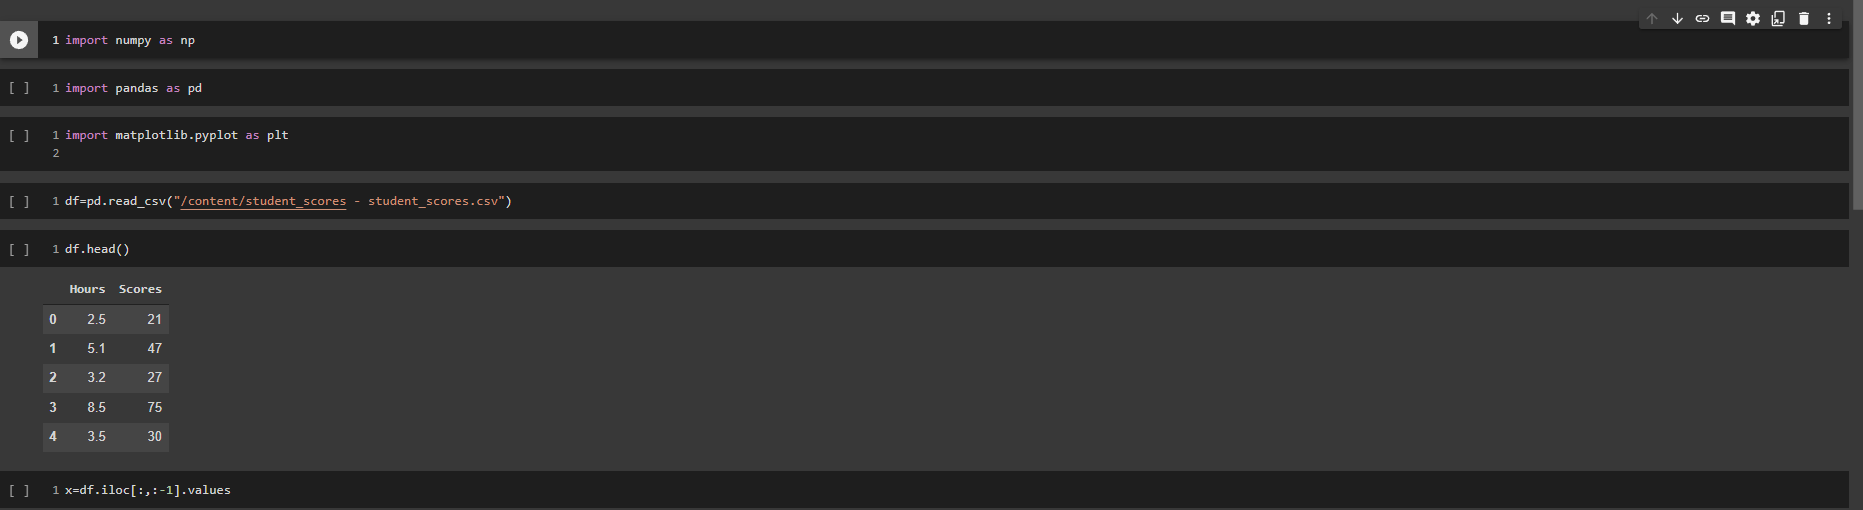 1 import numpy as np
[ ] 1 import pandas as pd
[ ] 1 import matplotlib.pyplot as plt
2
[ ] 1 df=pd.read_csv("/content/student_scores - student_scores.csv")
[ ] 1 df.head()
Hours Scores
0 2.5 21
1 5.1 47
2 3.2 27
3 8.5 75
4 3.5 30
[ ] 1 x=df.iloc[:,:-1].values